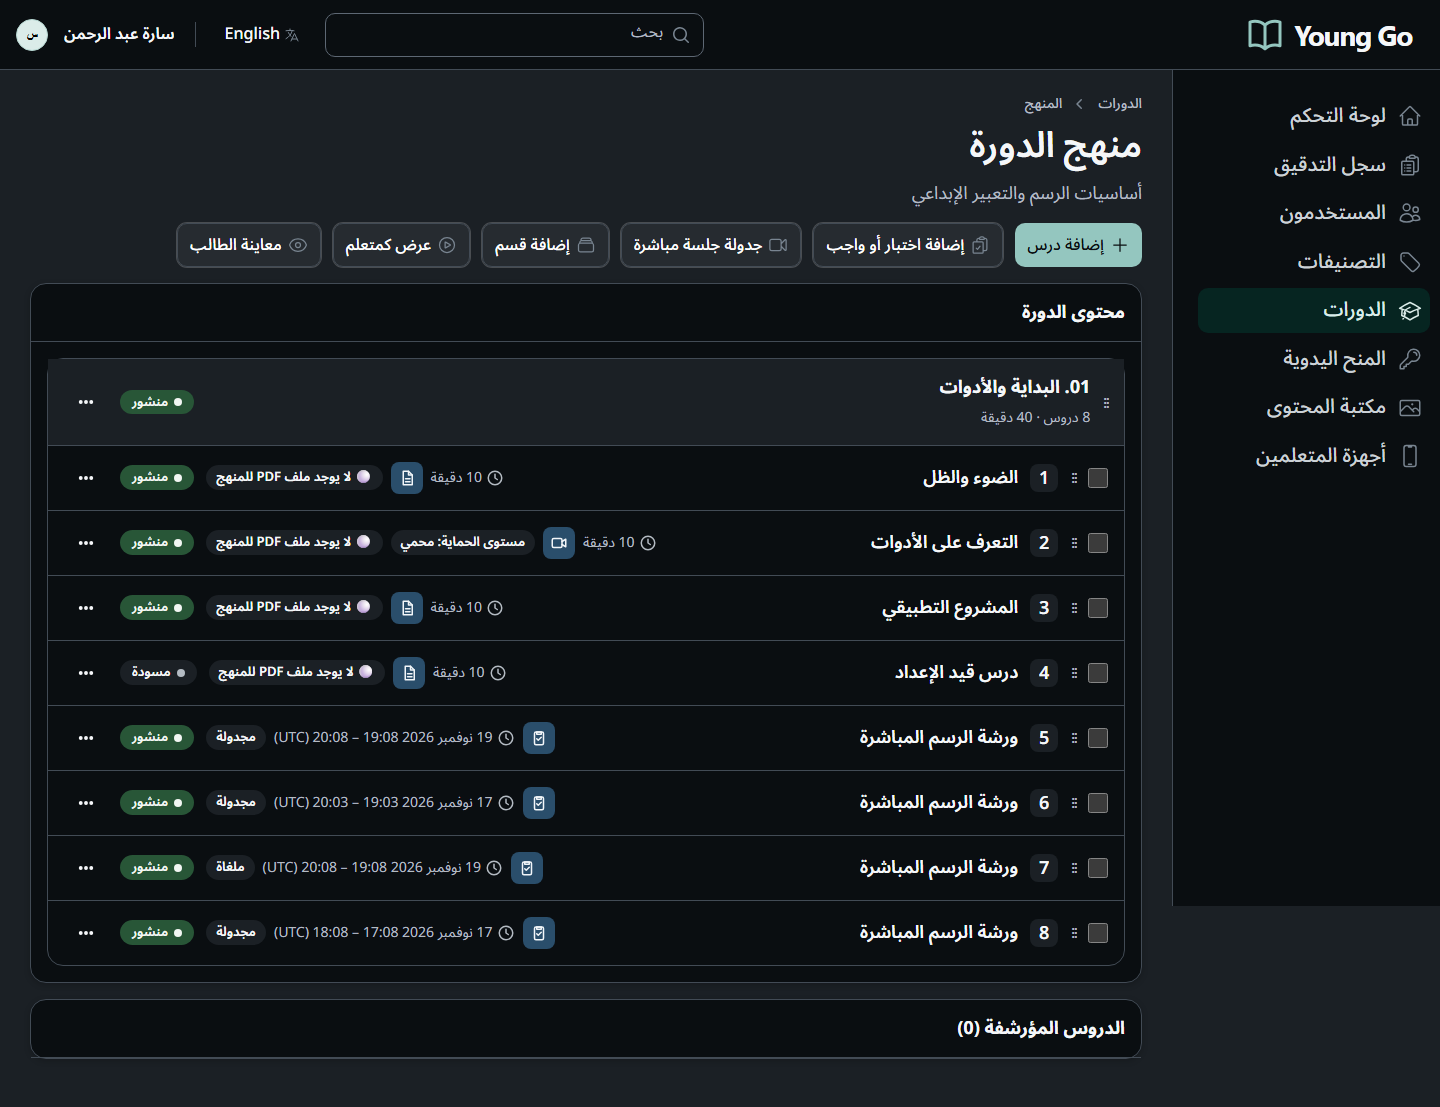 Young Go
بحث
English
سارة عبد الرحمن
س
لوحة التحكم
سجل التدقيق
المستخدمون
التصنيفات
الدورات
المنح اليدوية
مكتبة المحتوى
أجهزة المتعلمين
الدورات
المنهج
منهج الدورة
أساسيات الرسم والتعبير الإبداعي
إضافة درس
إضافة اختبار أو واجب
جدولة جلسة مباشرة
إضافة قسم
عرض كمتعلم
معاينة الطالب
محتوى الدورة
01. البداية والأدوات
منشور
8 دروس · 40 دقيقة
1 الضوء والظل 10 دقيقة لا يوجد ملف PDF للمنهج منشور
2 التعرف على الأدوات 10 دقيقة مستوى الحماية: محمي لا يوجد ملف PDF للمنهج منشور
3 المشروع التطبيقي 10 دقيقة لا يوجد ملف PDF للمنهج منشور
4 درس قيد الإعداد 10 دقيقة لا يوجد ملف PDF للمنهج مسودة
5 ورشة الرسم المباشرة 19 نوفمبر 2026 19:08 – 20:08 (UTC) مجدولة منشور
6 ورشة الرسم المباشرة 17 نوفمبر 2026 19:03 – 20:03 (UTC) مجدولة منشور
7 ورشة الرسم المباشرة 19 نوفمبر 2026 19:08 – 20:08 (UTC) ملغاة منشور
8 ورشة الرسم المباشرة 17 نوفمبر 2026 17:08 – 18:08 (UTC) مجدولة منشور
الدروس المؤرشفة (0)